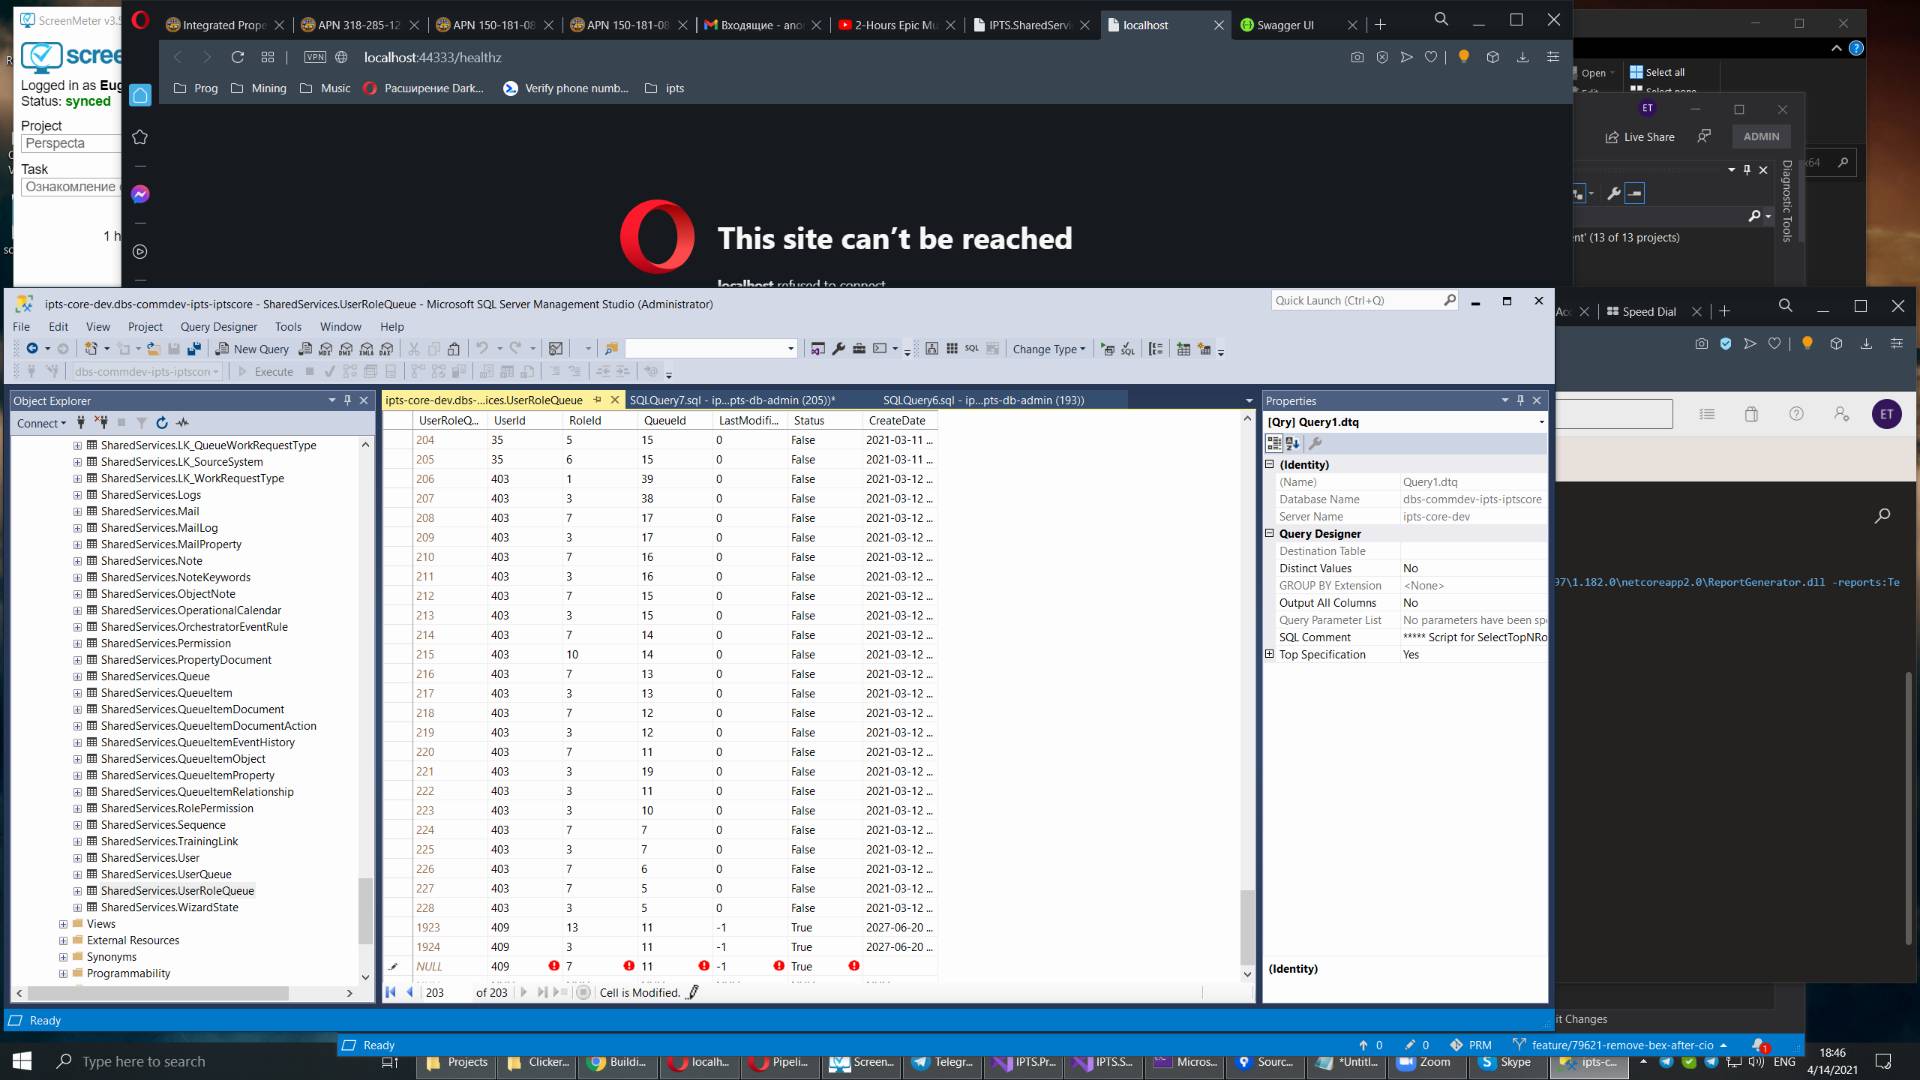 ScreenMeter v3.5
scree
Logged in as Eug
Status: synced
Project
Perspecta
Task
Ознакомление с
1 h
Integrated Prope
APN 318-285-12
APN 150-181-08
APN 150-181-08
Входящие - ano
2-Hours Epic Mu
IPTS.SharedServi
localhost
Swagger UI
VPN
localhost:44333/healthz
Prog
Mining
Music
Расширение Dark...
Verify phone numb...
ipts
This site can’t be reached
localhost refused to connect
Open
Select all
Edit
Select none
ET
Live Share
ADMIN
x64
Diagnostic Tools
ent' (13 of 13 projects)
Acc
Speed Dial
ET
97\1.182.0\netcoreapp2.0\ReportGenerator.dll -reports:Te
it Changes
ipts-core-dev.dbs-commdev-ipts-iptscore - SharedServices.UserRoleQueue - Microsoft SQL Server Management Studio (Administrator)
Quick Launch (Ctrl+Q)
File Edit View Project Query Designer Tools Window Help
New Query
Change Type
dbs-commdev-ipts-iptscore
Execute
Object Explorer
Connect
SharedServices.LK_QueueWorkRequestType
SharedServices.LK_SourceSystem
SharedServices.LK_WorkRequestType
SharedServices.Logs
SharedServices.Mail
SharedServices.MailLog
SharedServices.MailProperty
SharedServices.Note
SharedServices.NoteKeywords
SharedServices.ObjectNote
SharedServices.OperationalCalendar
SharedServices.OrchestratorEventRule
SharedServices.Permission
SharedServices.PropertyDocument
SharedServices.Queue
SharedServices.QueueItem
SharedServices.QueueItemDocument
SharedServices.QueueItemDocumentAction
SharedServices.QueueItemEventHistory
SharedServices.QueueItemObject
SharedServices.QueueItemProperty
SharedServices.QueueItemRelationship
SharedServices.RolePermission
SharedServices.Sequence
SharedServices.TrainingLink
SharedServices.User
SharedServices.UserQueue
SharedServices.UserRoleQueue
SharedServices.WizardState
Views
External Resources
Synonyms
Programmability
ipts-core-dev.dbs-...ices.UserRoleQueue
SQLQuery7.sql - ip...pts-db-admin (205))*
SQLQuery6.sql - ip...pts-db-admin (193))
UserRoleQ... UserId RoleId QueueId LastModifi... Status CreateDate
204 35 5 15 0 False 2021-03-11 ...
205 35 6 15 0 False 2021-03-11 ...
206 403 1 39 0 False 2021-03-12 ...
207 403 3 38 0 False 2021-03-12 ...
208 403 7 17 0 False 2021-03-12 ...
209 403 3 17 0 False 2021-03-12 ...
210 403 7 16 0 False 2021-03-12 ...
211 403 3 16 0 False 2021-03-12 ...
212 403 7 15 0 False 2021-03-12 ...
213 403 3 15 0 False 2021-03-12 ...
214 403 7 14 0 False 2021-03-12 ...
215 403 10 14 0 False 2021-03-12 ...
216 403 7 13 0 False 2021-03-12 ...
217 403 3 13 0 False 2021-03-12 ...
218 403 7 12 0 False 2021-03-12 ...
219 403 3 12 0 False 2021-03-12 ...
220 403 7 11 0 False 2021-03-12 ...
221 403 3 19 0 False 2021-03-12 ...
222 403 3 11 0 False 2021-03-12 ...
223 403 3 10 0 False 2021-03-12 ...
224 403 7 7 0 False 2021-03-12 ...
225 403 3 7 0 False 2021-03-12 ...
226 403 7 6 0 False 2021-03-12 ...
227 403 7 5 0 False 2021-03-12 ...
228 403 3 5 0 False 2021-03-12 ...
1923 409 13 11 -1 True 2027-06-20 ...
1924 409 3 11 -1 True 2027-06-20 ...
NULL 409 7 11 -1 True
203 of 203 Cell is Modified.
Properties
[Qry] Query1.dtq
(Identity)
(Name) Query1.dtq
Database Name dbs-commdev-ipts-iptscore
Server Name ipts-core-dev
Query Designer
Destination Table
Distinct Values No
GROUP BY Extension <None>
Output All Columns No
Query Parameter List No parameters have been spe
SQL Comment ***** Script for SelectTopNRo
Top Specification Yes
(Identity)
Ready
Ready
0
0
PRM
feature/79621-remove-bex-after-cio
1
Type here to search
Projects
Clicker...
Buildi...
localh...
Pipeli...
Screen...
Telegr...
IPTS.Pr...
IPTS.S...
Micros...
Sourc...
*Untitl...
Zoom
Skype
ipts-c...
ENG
18:46
4/14/2021